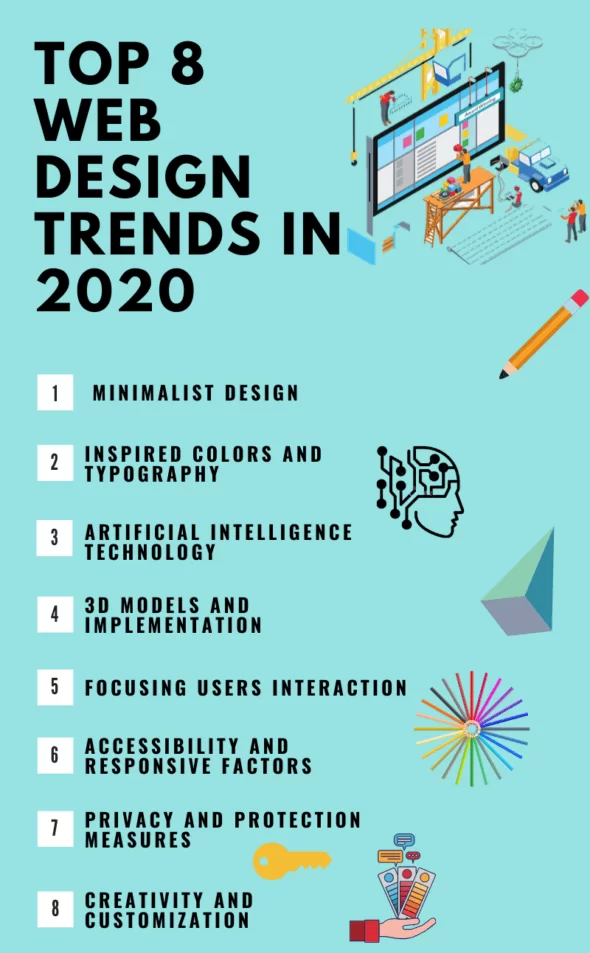 TOP 8
WEB
DESIGN
TRENDS IN
2020
1 MINIMALIST DESIGN
2 INSPIRED COLORS AND
TYPOGRAPHY
3 ARTIFICIAL INTELLIGENCE
TECHNOLOGY
4 3D MODELS AND
IMPLEMENTATION
5 FOCUSING USERS INTERACTION
6 ACCESSIBILITY AND
RESPONSIVE FACTORS
7 PRIVACY AND PROTECTION
MEASURES
8 CREATIVITY AND
CUSTOMIZATION